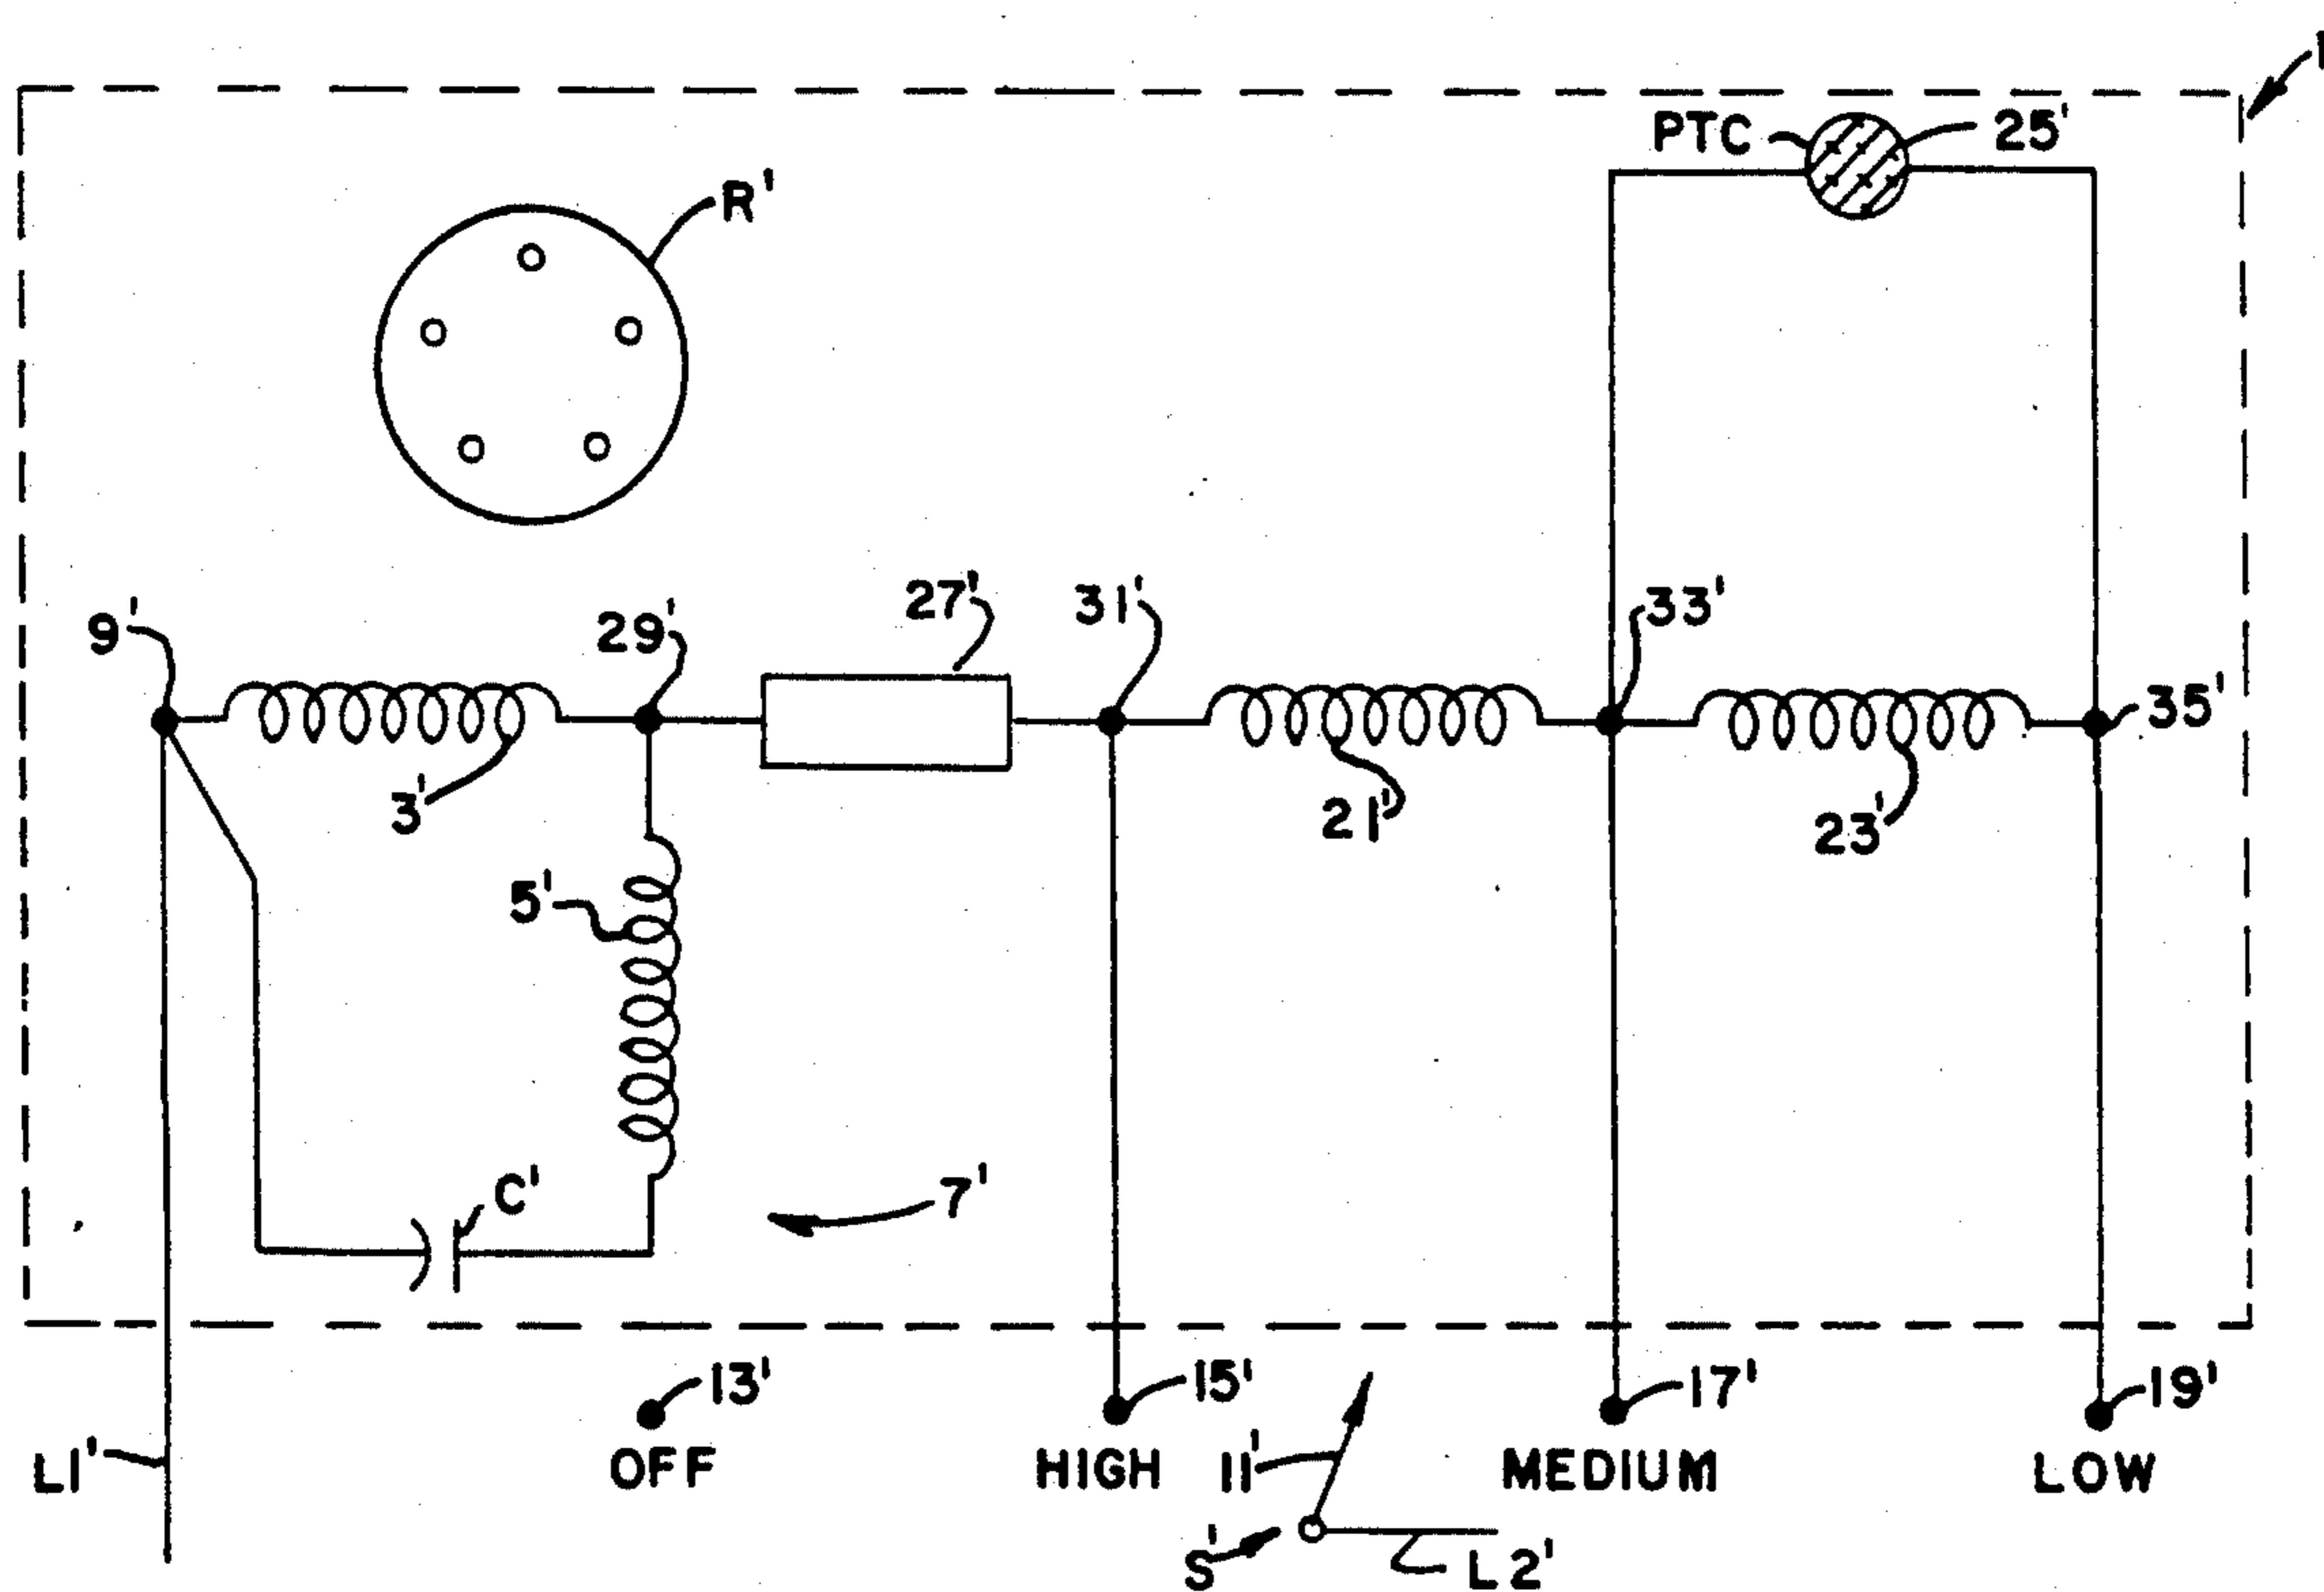 PTC
25'
R'
9'
29'
27'
31'
33'
35'
3'
21'
23'
5'
C'
7'
13'
15'
17'
19'
L1'
OFF
HIGH
11'
MEDIUM
LOW
S'
L2'